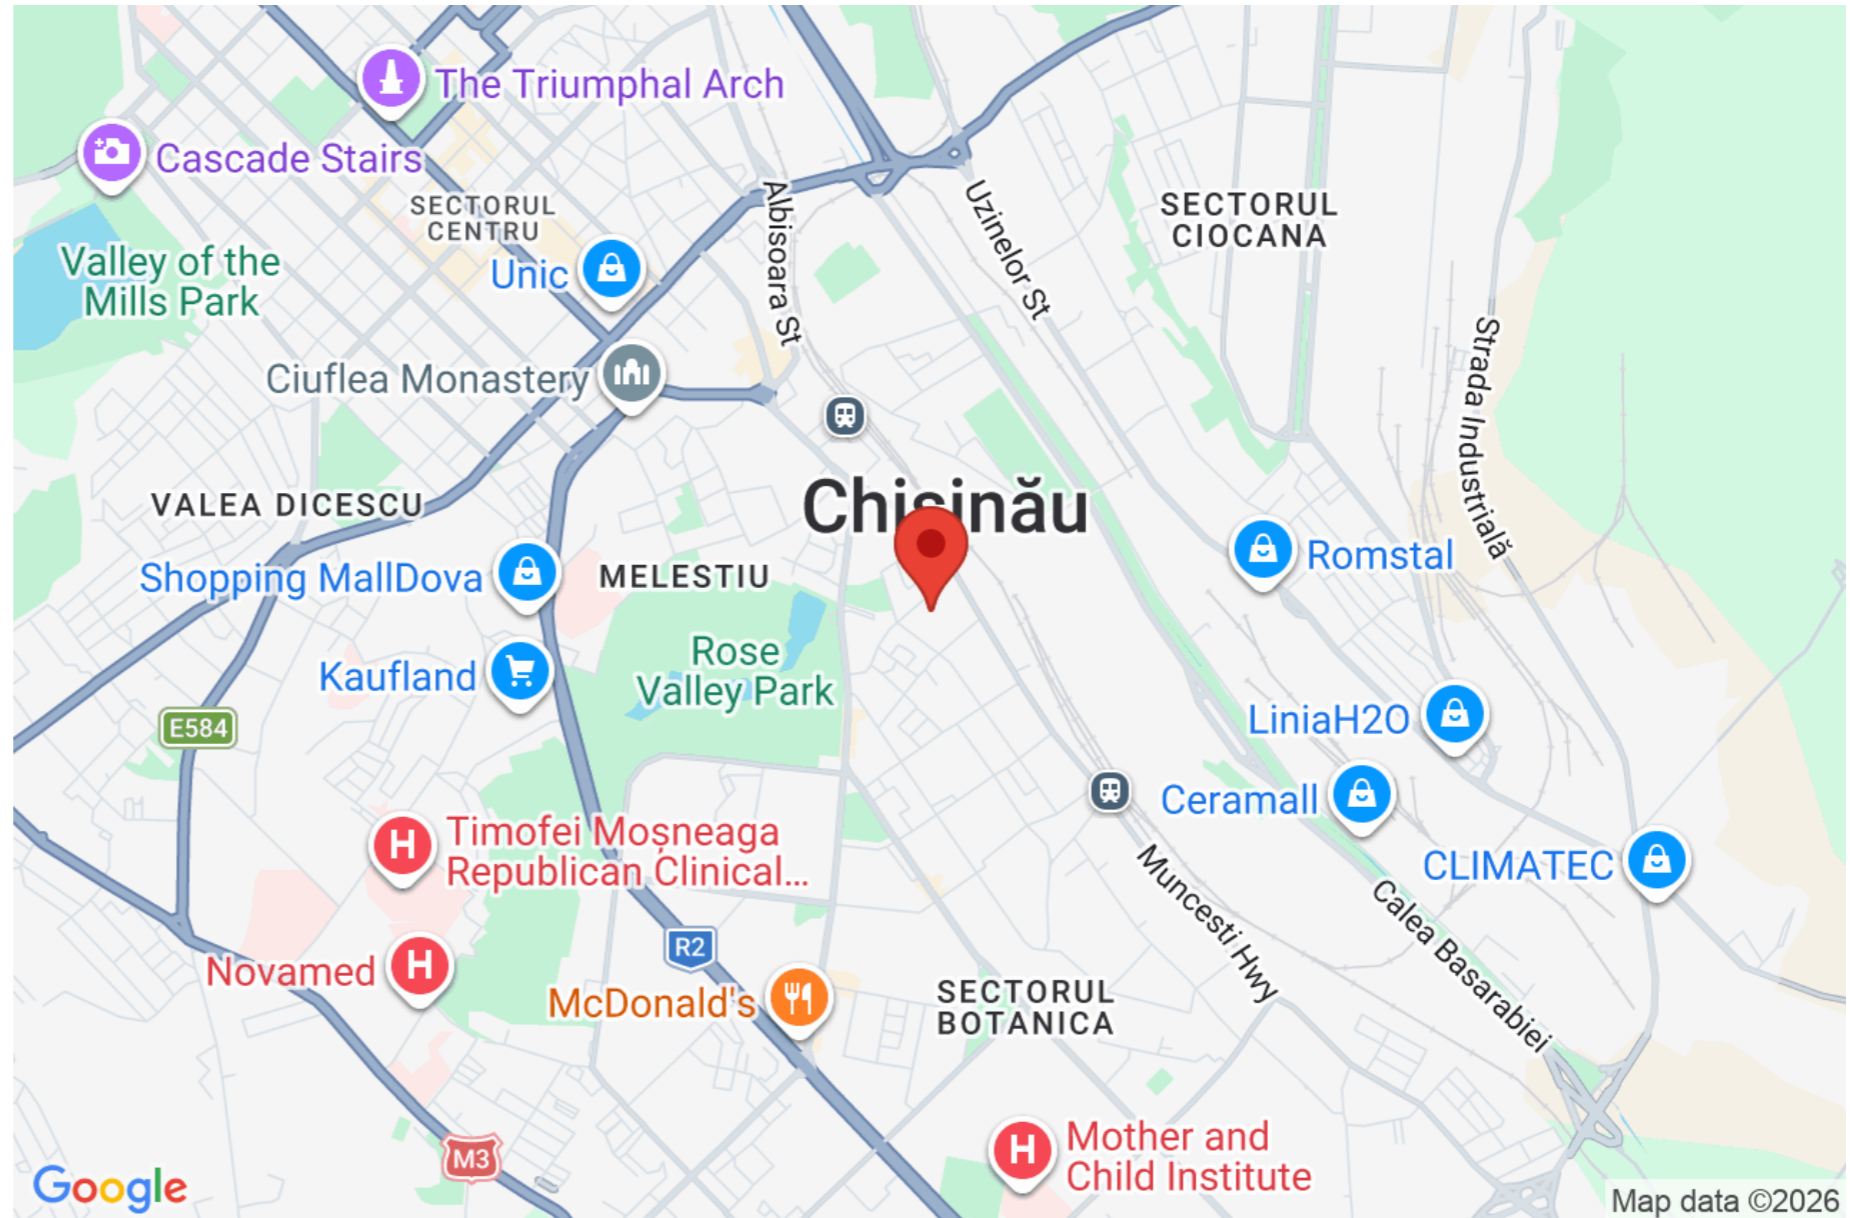 The Triumphal Arch
Cascade Stairs
SECTORUL
CENTRU
Albisoara St
Uzinelor St
SECTORUL
CIOCANA
Valley of the
Mills Park
Unic
Strada Industrială
Ciuflea Monastery
Chișinău
VALEA DICESCU
Shopping MallDova
MELESTIU
Romstal
Rose
Valley Park
Kaufland
E584
LiniaH2O
Ceramall
Timofei Moșneaga
Republican Clinical...
CLIMATEC
Muncesti Hwy
Calea Basarabiei
R2
Novamed
McDonald's
SECTORUL
BOTANICA
M3
Mother and
Child Institute
Google
Map data ©2026